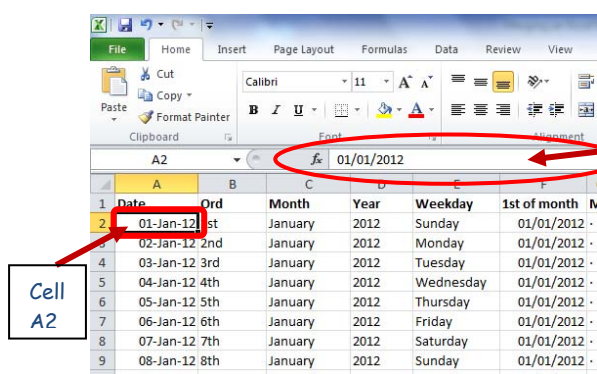 File Home Insert Page Layout Formulas Data Review View
Cut
Copy
Format Painter
Paste
Calibri 11 A A
B I U A
Clipboard Font Alignment
A2 fx 01/01/2012
A B C D E F
1 Date Ord Month Year Weekday 1st of month
2 01-Jan-12 1st January 2012 Sunday 01/01/2012
3 02-Jan-12 2nd January 2012 Monday 01/01/2012
4 03-Jan-12 3rd January 2012 Tuesday 01/01/2012
5 04-Jan-12 4th January 2012 Wednesday 01/01/2012
6 05-Jan-12 5th January 2012 Thursday 01/01/2012
7 06-Jan-12 6th January 2012 Friday 01/01/2012
8 07-Jan-12 7th January 2012 Saturday 01/01/2012
9 08-Jan-12 8th January 2012 Sunday 01/01/2012
Cell
A2